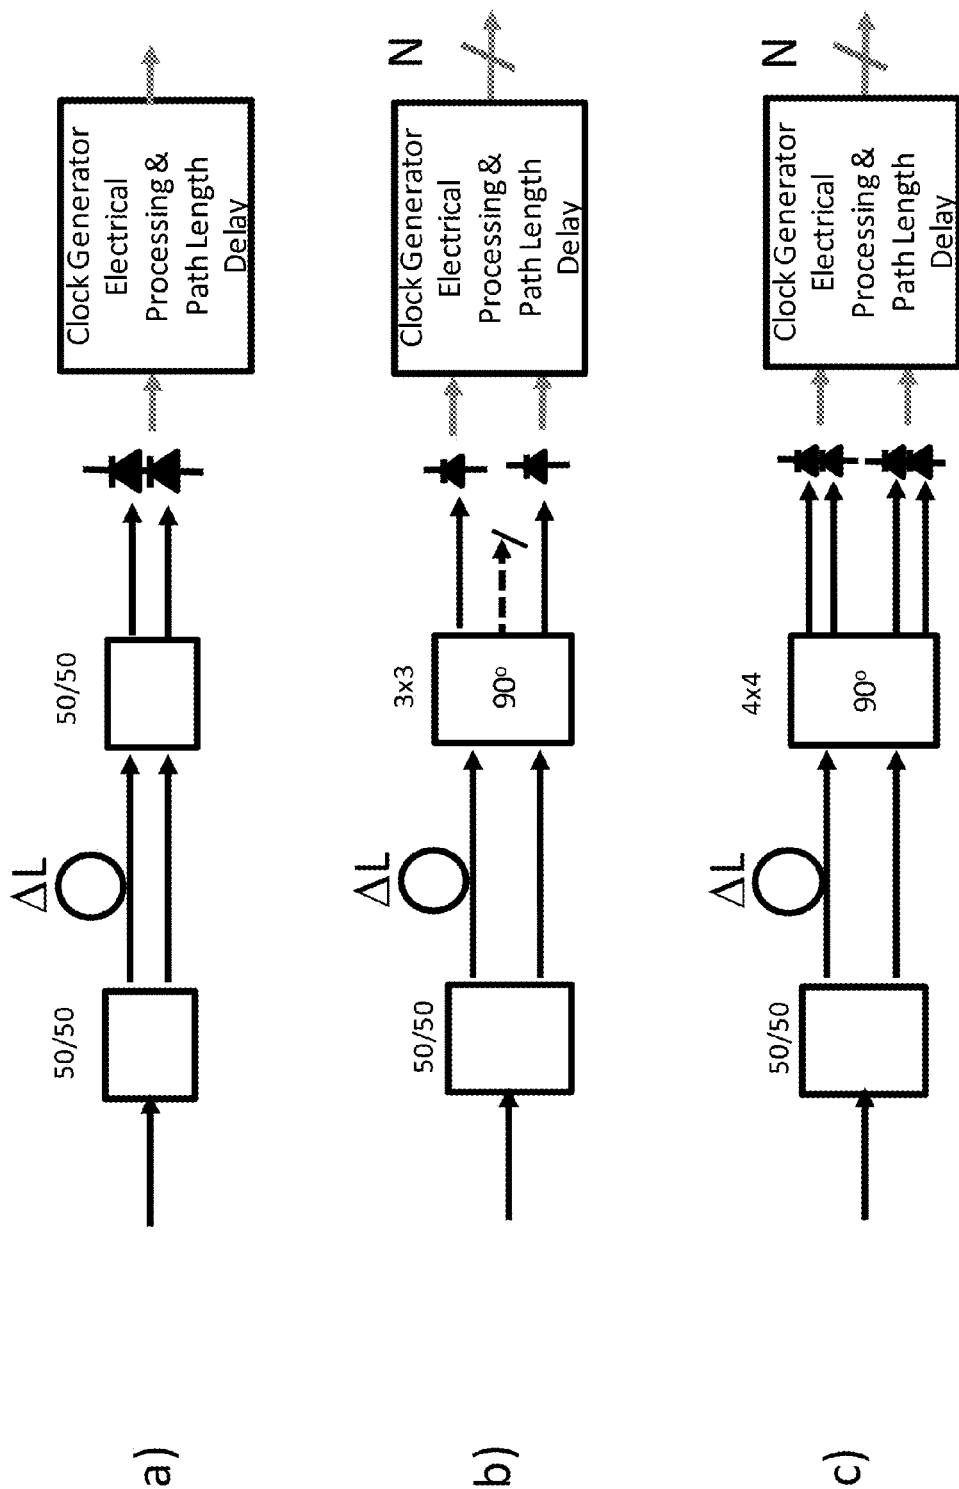 a)
50/50
ΔL
50/50
Clock Generator
Electrical
Processing &
Path Length
Delay
b)
50/50
ΔL
3x3
90°
Clock Generator
Electrical
Processing &
Path Length
Delay
N
c)
50/50
ΔL
4x4
90°
Clock Generator
Electrical
Processing &
Path Length
Delay
N